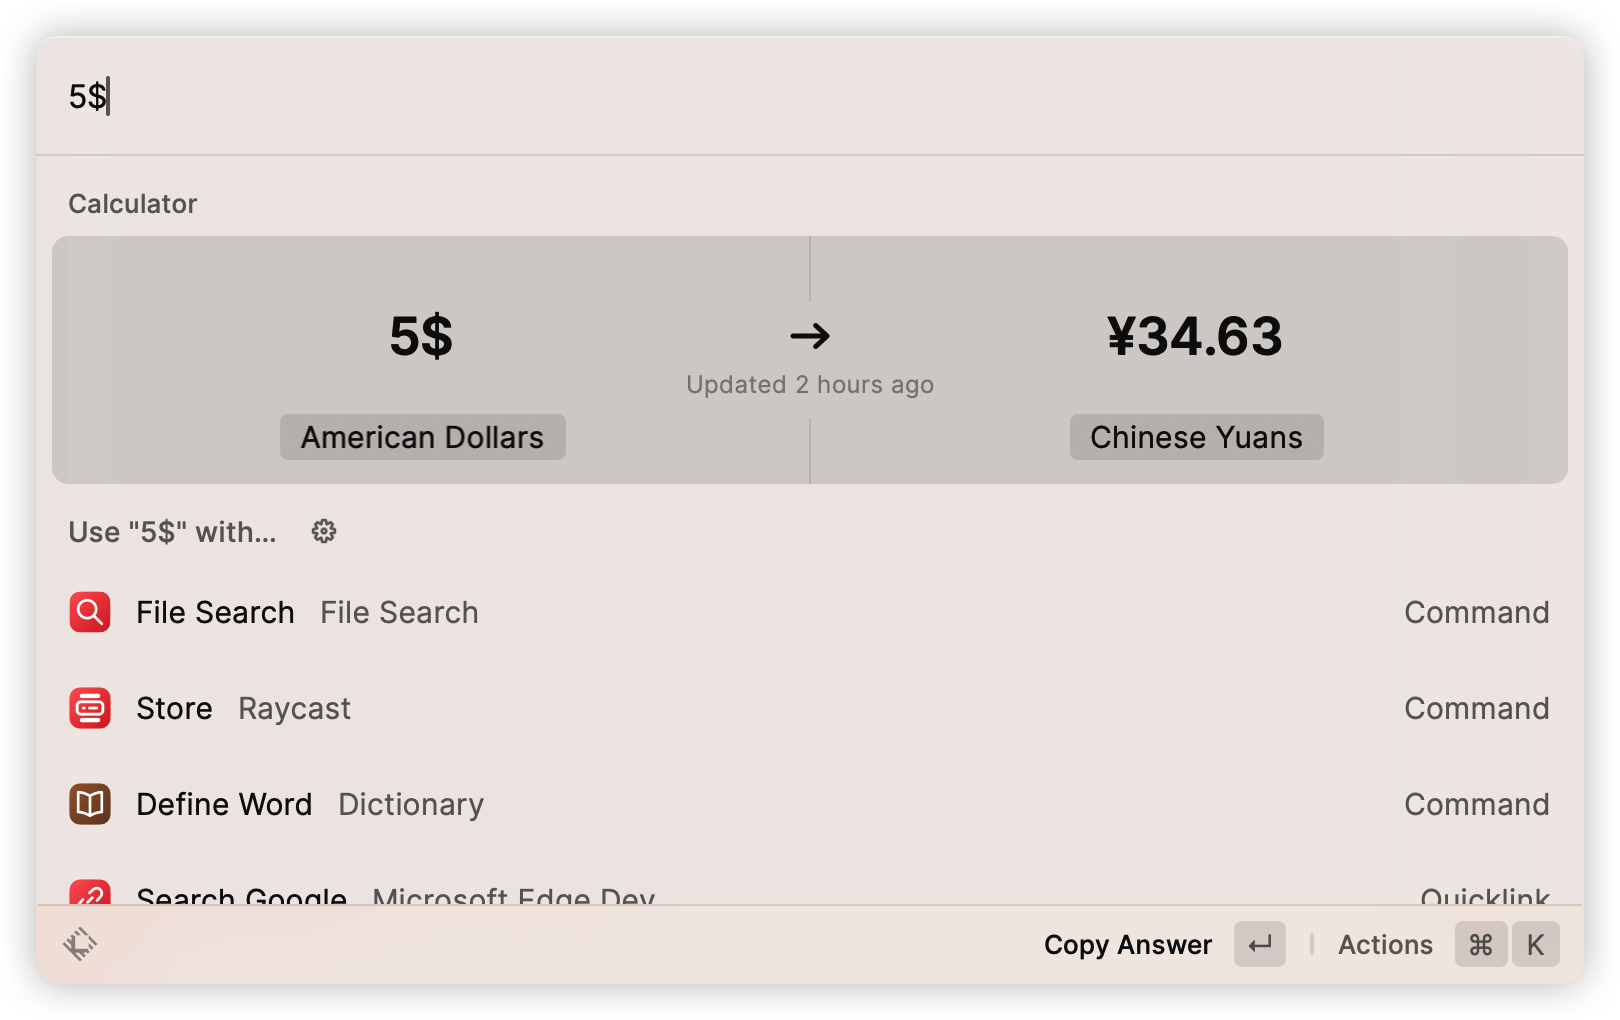 5$
Calculator
5$ → ¥34.63
Updated 2 hours ago
American Dollars Chinese Yuans
Use "5$" with...
File Search File Search Command
Store Raycast Command
Define Word Dictionary Command
Search Google Microsoft Edge Dev Quicklink
Copy Answer ↵ | Actions ⌘ K